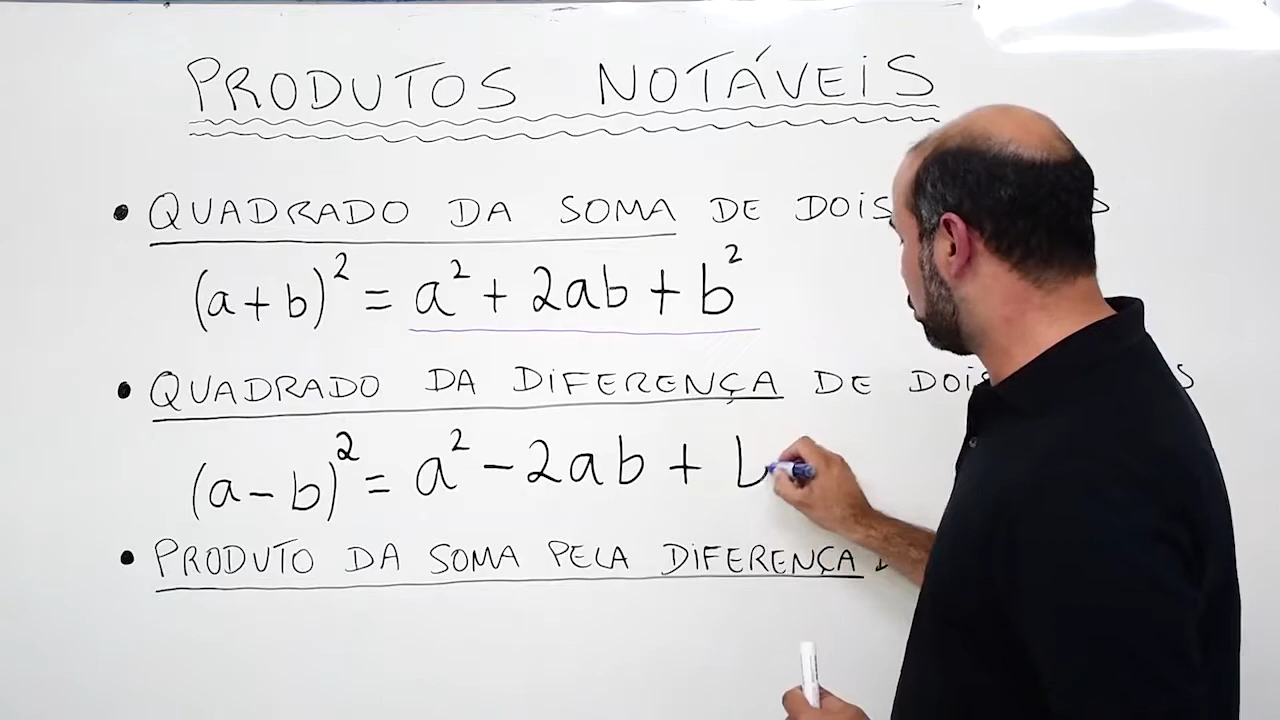 PRODUTOS NOTÁVEIS
• QUADRADO DA SOMA DE DOIS
(a+b)² = a² + 2ab + b²
• QUADRADO DA DIFERENÇA DE DOIS
(a-b)² = a² - 2ab + b
• PRODUTO DA SOMA PELA DIFERENÇA